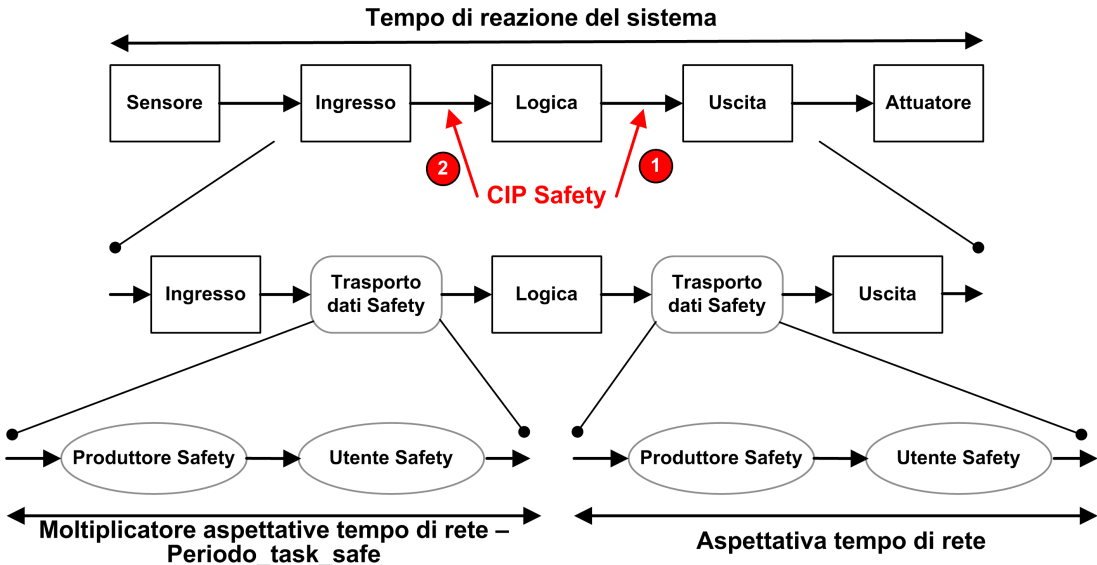 Tempo di reazione del sistema
Sensore
Ingresso
Logica
Uscita
Attuatore
2
1
CIP Safety
Ingresso
Trasporto
dati Safety
Logica
Trasporto
dati Safety
Uscita
Produttore Safety
Utente Safety
Produttore Safety
Utente Safety
Moltiplicatore aspettative tempo di rete –
Periodo_task_safe
Aspettativa tempo di rete